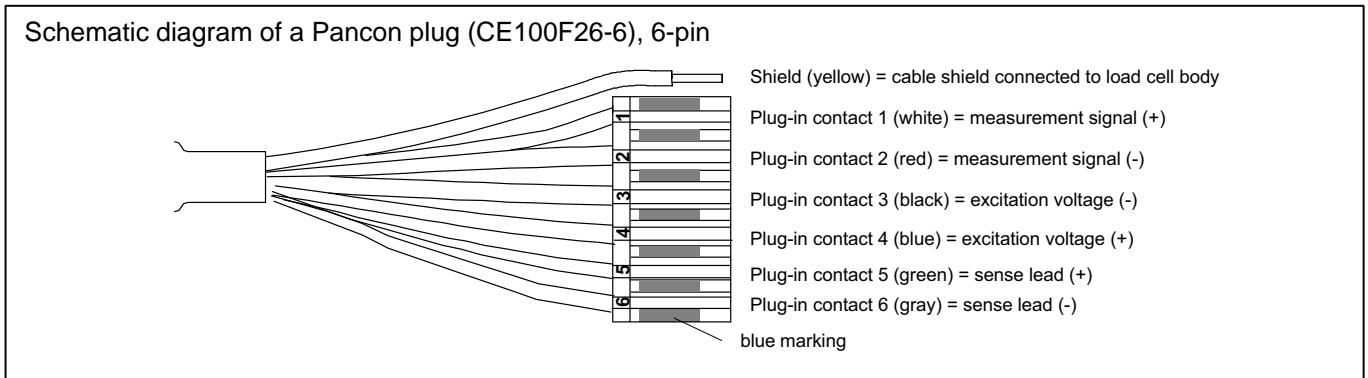 Schematic diagram of a Pancon plug (CE100F26-6), 6-pin
Shield (yellow) = cable shield connected to load cell body
1
Plug-in contact 1 (white) = measurement signal (+)
2
Plug-in contact 2 (red) = measurement signal (-)
3
Plug-in contact 3 (black) = excitation voltage (-)
4
Plug-in contact 4 (blue) = excitation voltage (+)
5
Plug-in contact 5 (green) = sense lead (+)
6
Plug-in contact 6 (gray) = sense lead (-)
blue marking